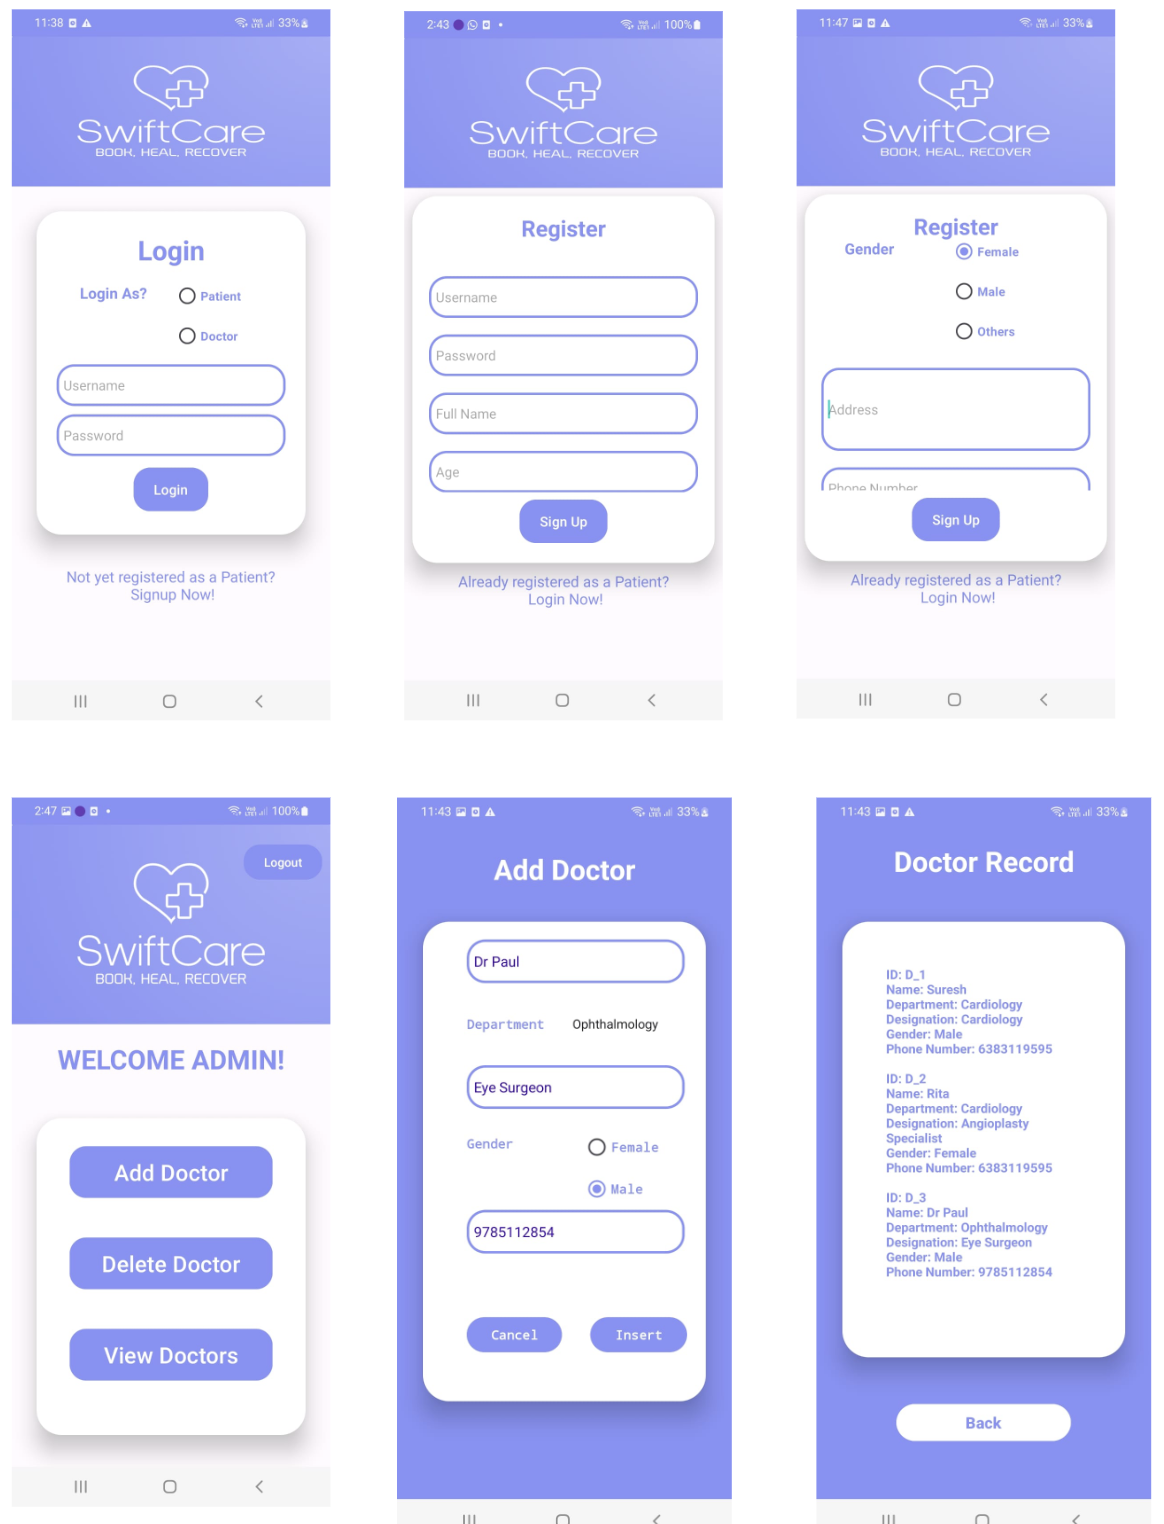 11:38 33%
SwiftCare
BOOK, HEAL, RECOVER
Login
Login As?
Patient
Doctor
Username
Password
Login
Not yet registered as a Patient?
Signup Now!
2:43 100%
SwiftCare
BOOK, HEAL, RECOVER
Register
Username
Password
Full Name
Age
Sign Up
Already registered as a Patient?
Login Now!
11:47 33%
SwiftCare
BOOK, HEAL, RECOVER
Register
Gender
Female
Male
Others
Address
Phone Number
Sign Up
Already registered as a Patient?
Login Now!
2:47 100%
Logout
SwiftCare
BOOK, HEAL, RECOVER
WELCOME ADMIN!
Add Doctor
Delete Doctor
View Doctors
11:43 33%
Add Doctor
Dr Paul
Department Ophthalmology
Eye Surgeon
Gender
Female
Male
9785112854
Cancel Insert
11:43 33%
Doctor Record
ID: D_1
Name: Suresh
Department: Cardiology
Designation: Cardiology
Gender: Male
Phone Number: 6383119595
ID: D_2
Name: Rita
Department: Cardiology
Designation: Angioplasty
Specialist
Gender: Female
Phone Number: 6383119595
ID: D_3
Name: Dr Paul
Department: Ophthalmology
Designation: Eye Surgeon
Gender: Male
Phone Number: 9785112854
Back